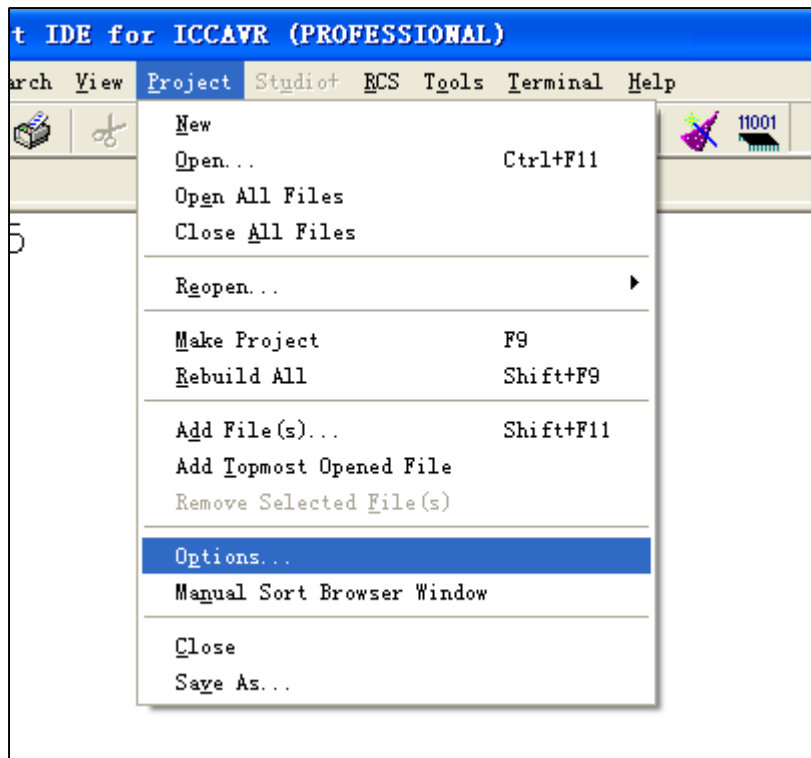 t IDE for ICCAVR (PROFESSIONAL)
arch View Project Studio+ RCS Tools Terminal Help
11001
New
Open... Ctrl+F11
Open All Files
Close All Files
5
Reopen...
Make Project F9
Rebuild All Shift+F9
Add File(s)... Shift+F11
Add Topmost Opened File
Remove Selected File(s)
Options...
Manual Sort Browser Window
Close
Save As...